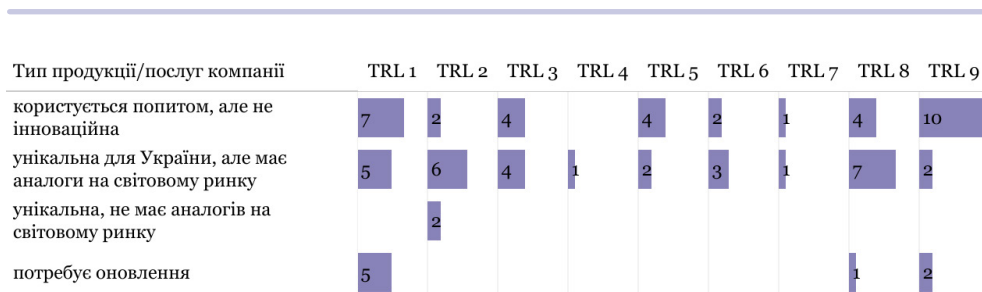 Тип продукції/послуг компанії TRL 1 TRL 2 TRL 3 TRL 4 TRL 5 TRL 6 TRL 7 TRL 8 TRL 9
користується попитом, але не
інноваційна
7 2 4 4 2 1 4 10
унікальна для України, але має
аналоги на світовому ринку
5 6 4 1 2 3 1 7 2
унікальна, не має аналогів на
світовому ринку
2
потребує оновлення 5 1 2